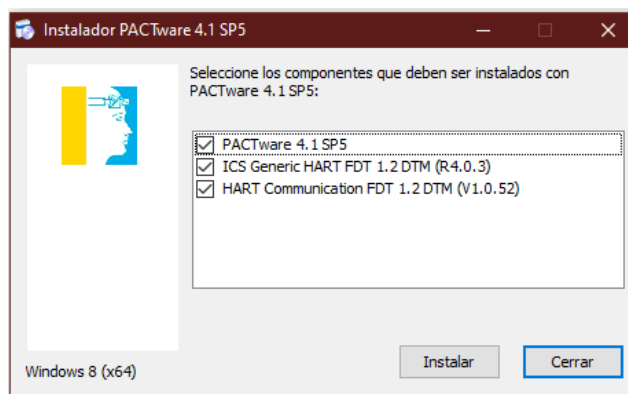 Instalador PACTware 4.1 SP5
Seleccione los componentes que deben ser instalados con
PACTware 4.1 SP5:
PACTware 4.1 SP5
ICS Generic HART FDT 1.2 DTM (R4.0.3)
HART Communication FDT 1.2 DTM (V1.0.52)
Windows 8 (x64)
Instalar
Cerrar